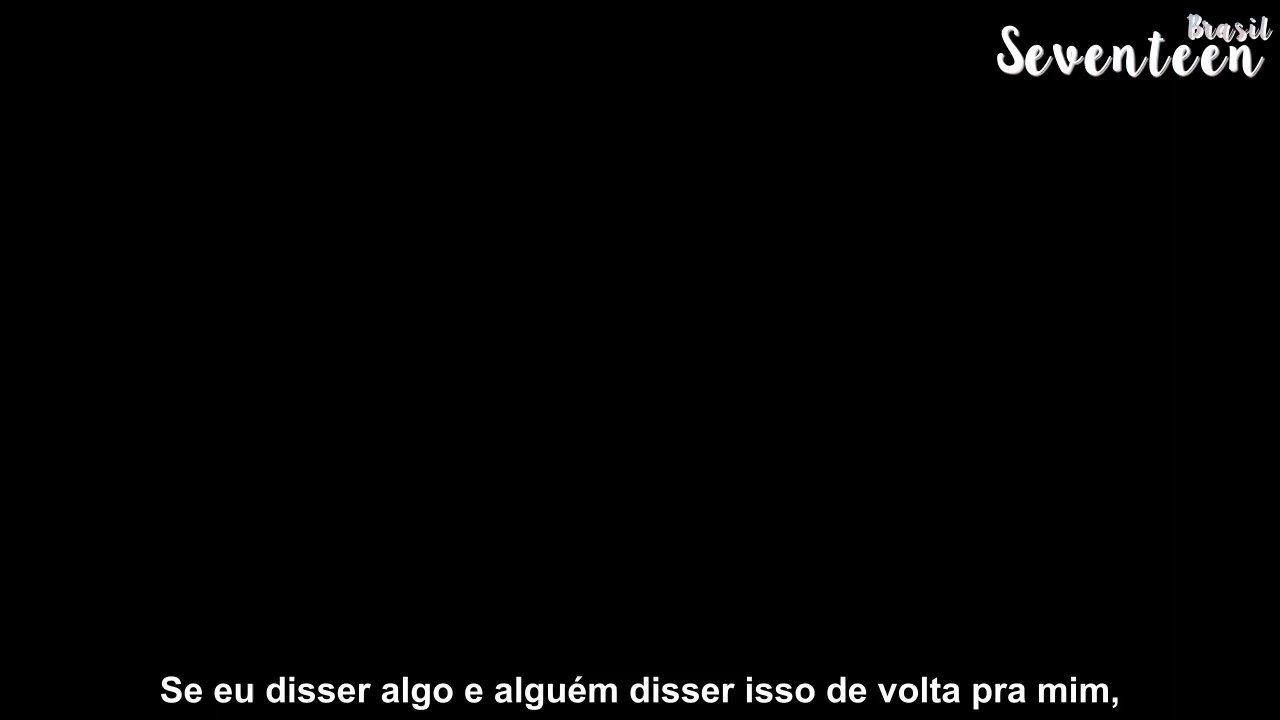 Brasil
Seventeen
Se eu disser algo e alguém disser isso de volta pra mim,